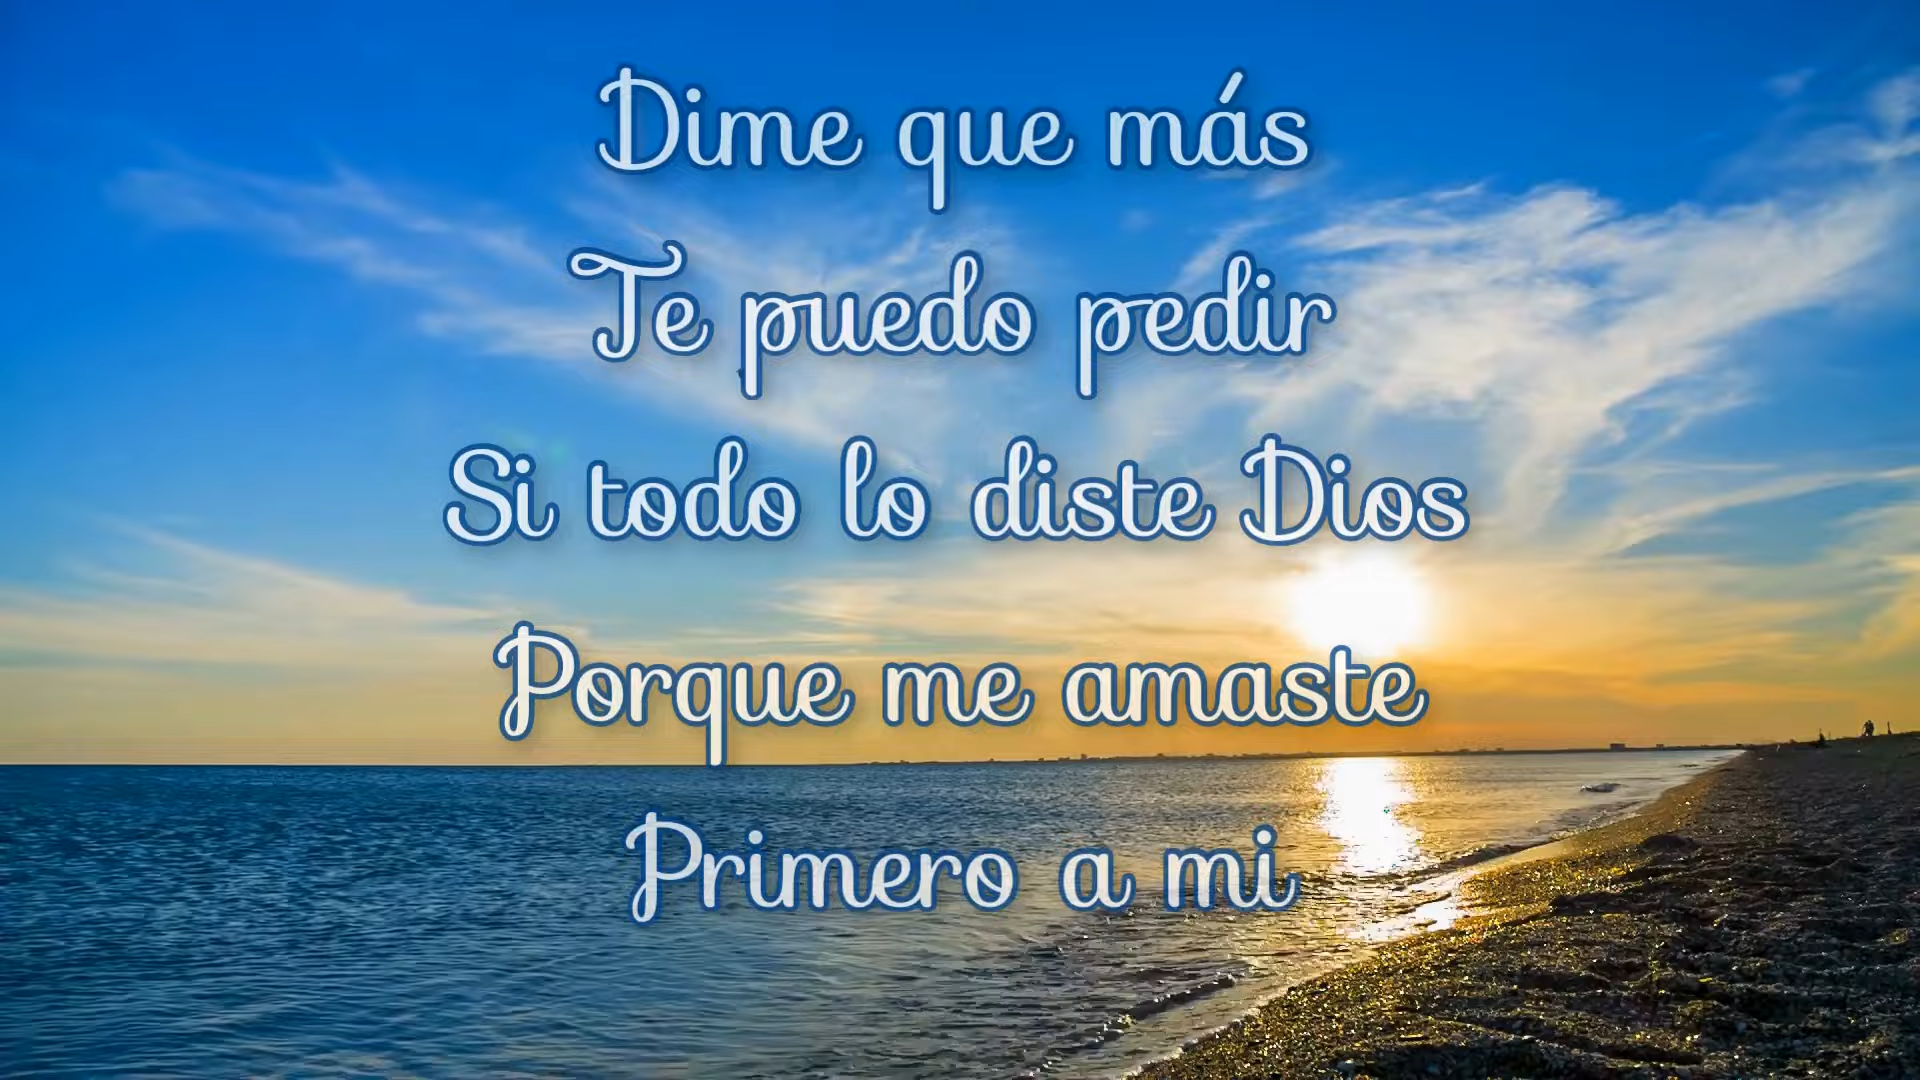 Dime que más
Te puedo pedir
Si todo lo diste Dios
Porque me amaste
Primero a mi